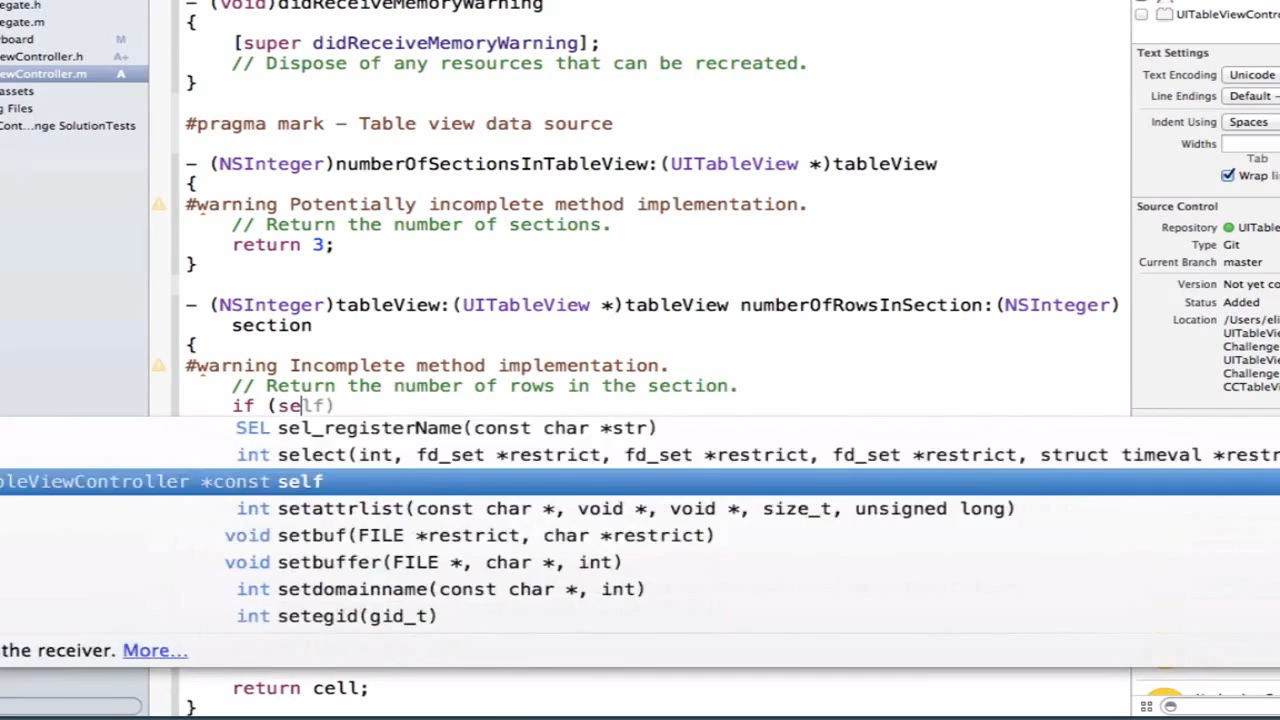 egate.h
egate.m
board M
ewController.h A+
ewController.m A
assets
g Files
Cont...nge SolutionTests
- (void)didReceiveMemoryWarning
{
[super didReceiveMemoryWarning];
// Dispose of any resources that can be recreated.
}
#pragma mark - Table view data source
- (NSInteger)numberOfSectionsInTableView:(UITableView *)tableView
{
#warning Potentially incomplete method implementation.
// Return the number of sections.
return 3;
}
- (NSInteger)tableView:(UITableView *)tableView numberOfRowsInSection:(NSInteger)
section
{
#warning Incomplete method implementation.
// Return the number of rows in the section.
if (self)
SEL sel_registerName(const char *str)
int select(int, fd_set *restrict, fd_set *restrict, fd_set *restrict, struct timeval *restr
bleViewController *const self
int setattrlist(const char *, void *, void *, size_t, unsigned long)
void setbuf(FILE *restrict, char *restrict)
void setbuffer(FILE *, char *, int)
int setdomainname(const char *, int)
int setegid(gid_t)
the receiver. More...
return cell;
}
UITableViewContr
Text Settings
Text Encoding Unicode
Line Endings Default -
Indent Using Spaces
Widths
Tab
Wrap li
Source Control
Repository UITable
Type Git
Current Branch master
Version Not yet co
Status Added
Location /Users/eli
UITableVie
Challenge
UITableVie
Challenge
CCTableVi